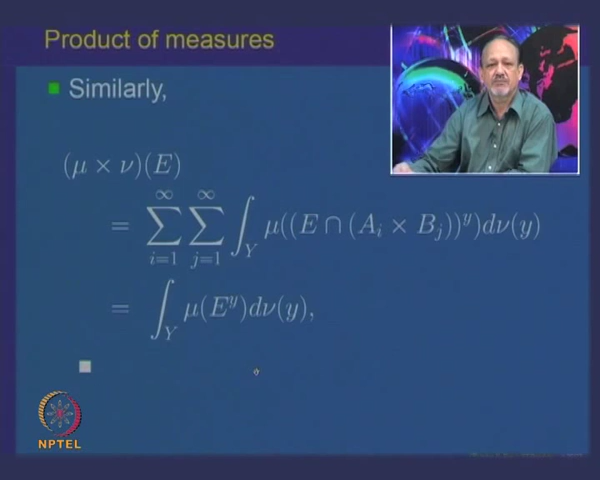 Product of measures
Similarly,
(μ × ν)(E)
= ∑_{i=1}^{∞} ∑_{j=1}^{∞} ∫_Y μ((E ∩ (A_i × B_j))^y)dν(y)
= ∫_Y μ(E^y)dν(y),
NPTEL